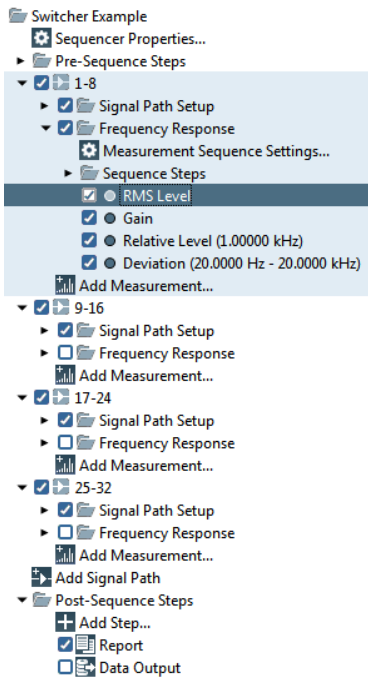 Switcher Example
Sequencer Properties...
Pre-Sequence Steps
1-8
Signal Path Setup
Frequency Response
Measurement Sequence Settings...
Sequence Steps
RMS Level
Gain
Relative Level (1.00000 kHz)
Deviation (20.0000 Hz - 20.0000 kHz)
Add Measurement...
9-16
Signal Path Setup
Frequency Response
Add Measurement...
17-24
Signal Path Setup
Frequency Response
Add Measurement...
25-32
Signal Path Setup
Frequency Response
Add Measurement...
Add Signal Path
Post-Sequence Steps
Add Step...
Report
Data Output